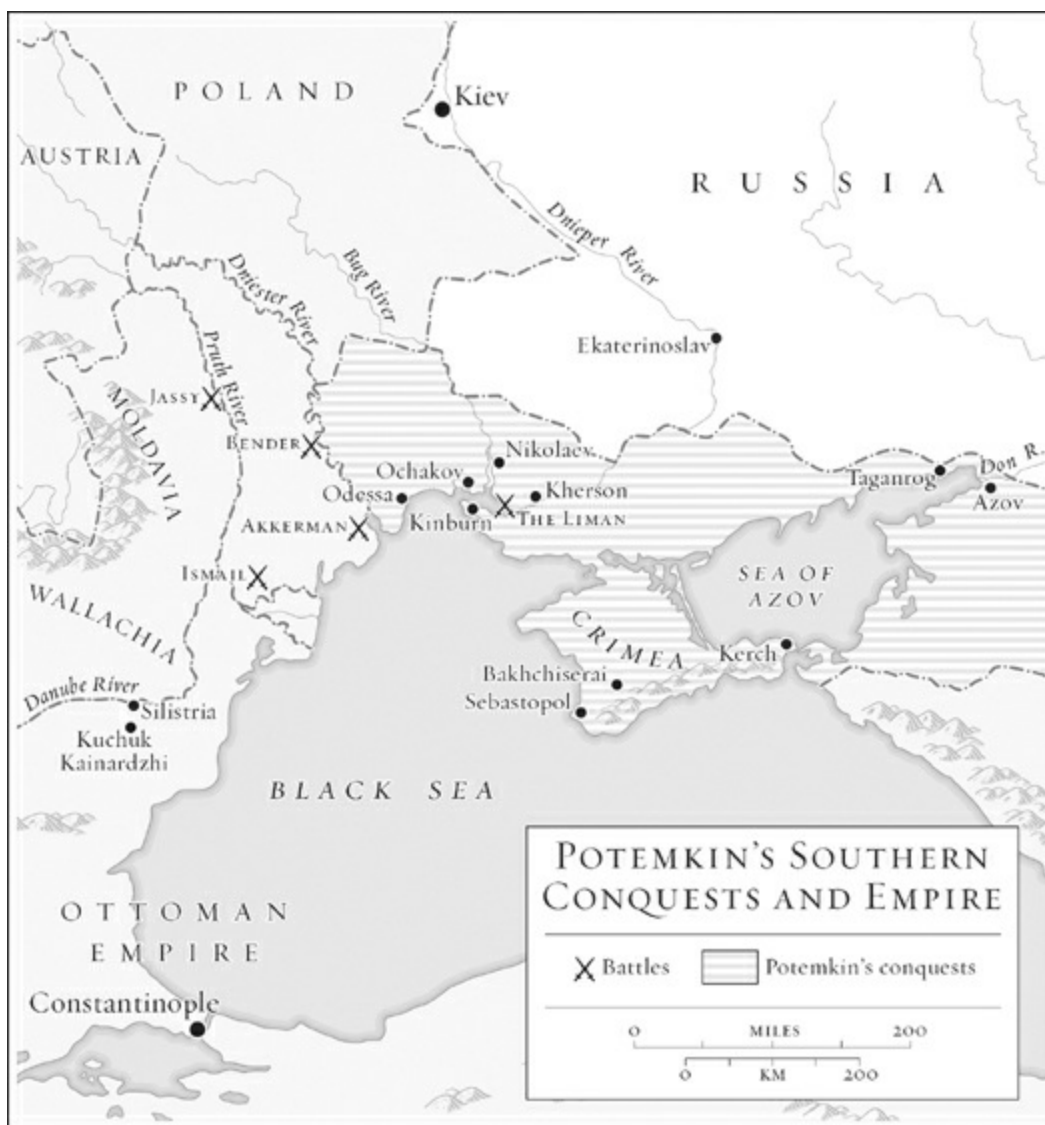 POLAND
Kiev
AUSTRIA
RUSSIA
Dnieper River
Bug River
Dniester River
Ekaterinoslav
Pruth River
JASSY
MOLDAVIA
BENDER
Nikolaev
Ochakov
Kherson
Taganrog
Don R.
Azov
Odessa
Kinburn
THE LIMAN
AKKERMAN
ISMAIL
SEA OF
AZOV
WALLACHIA
CRIMEA
Kerch
Bakhchiserai
Sebastopol
Danube River
Silistria
Kuchuk
Kainardzhi
BLACK SEA
OTTOMAN
EMPIRE
Constantinople
POTEMKIN'S SOUTHERN
CONQUESTS AND EMPIRE
Battles
Potemkin's conquests
0 MILES 200
0 KM 200